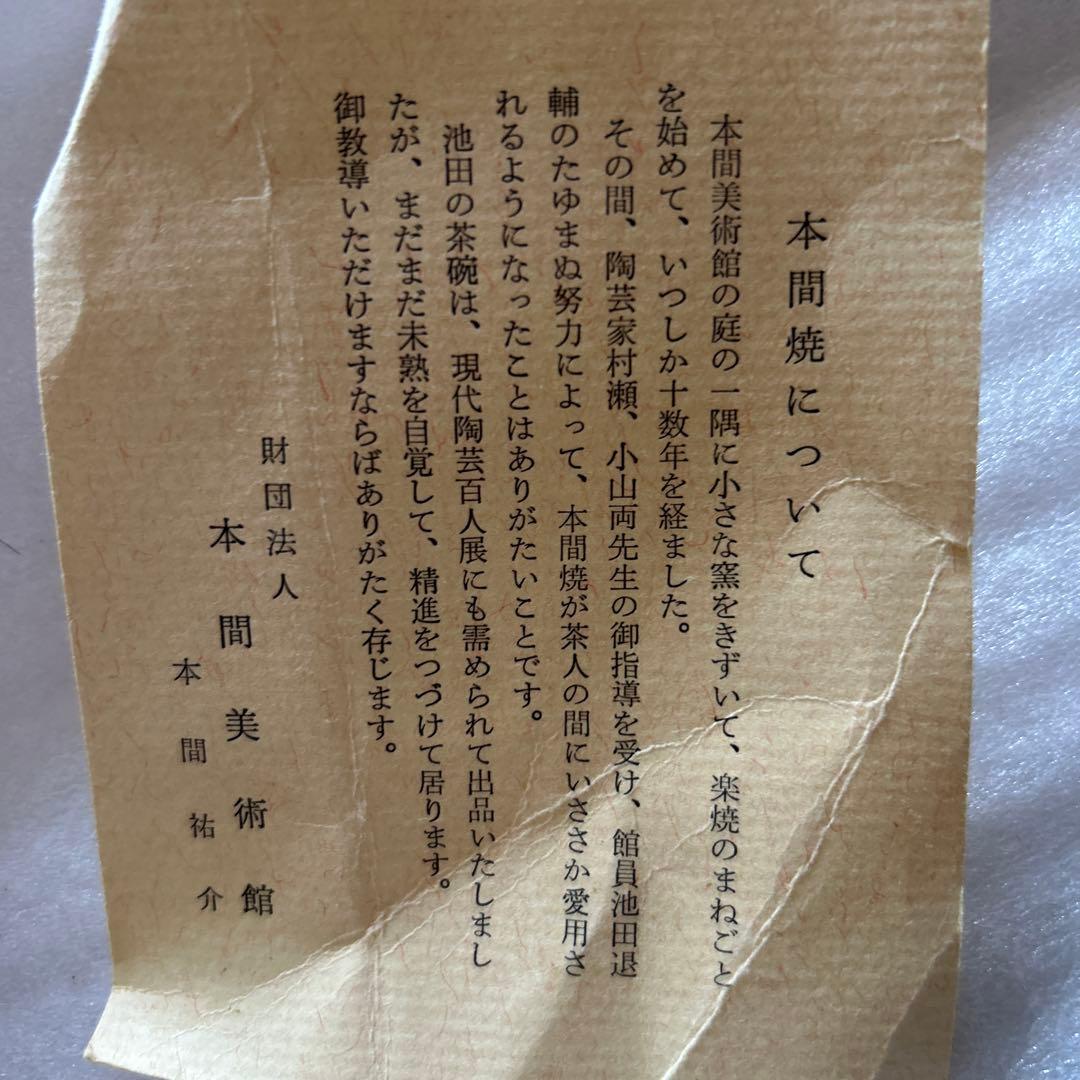 本間焼について
本間美術館の庭の一隅に小さな窯をきずいて、楽焼のまねごと
を始めて、いつしか十数年を経ました。
その間、陶芸家村瀬、小山両先生の御指導を受け、館員池田退
輔のたゆまぬ努力によって、本間焼が茶人の間にいささか愛用さ
れるようになったことはありがたいことです。
池田の茶碗は、現代陶芸百人展にも需められて出品いたしまし
たが、まだまだ未熟を自覚して、精進をつづけて居ります。
御教導いただけますならばありがたく存じます。
財団法人
本間美術館
本間祐介